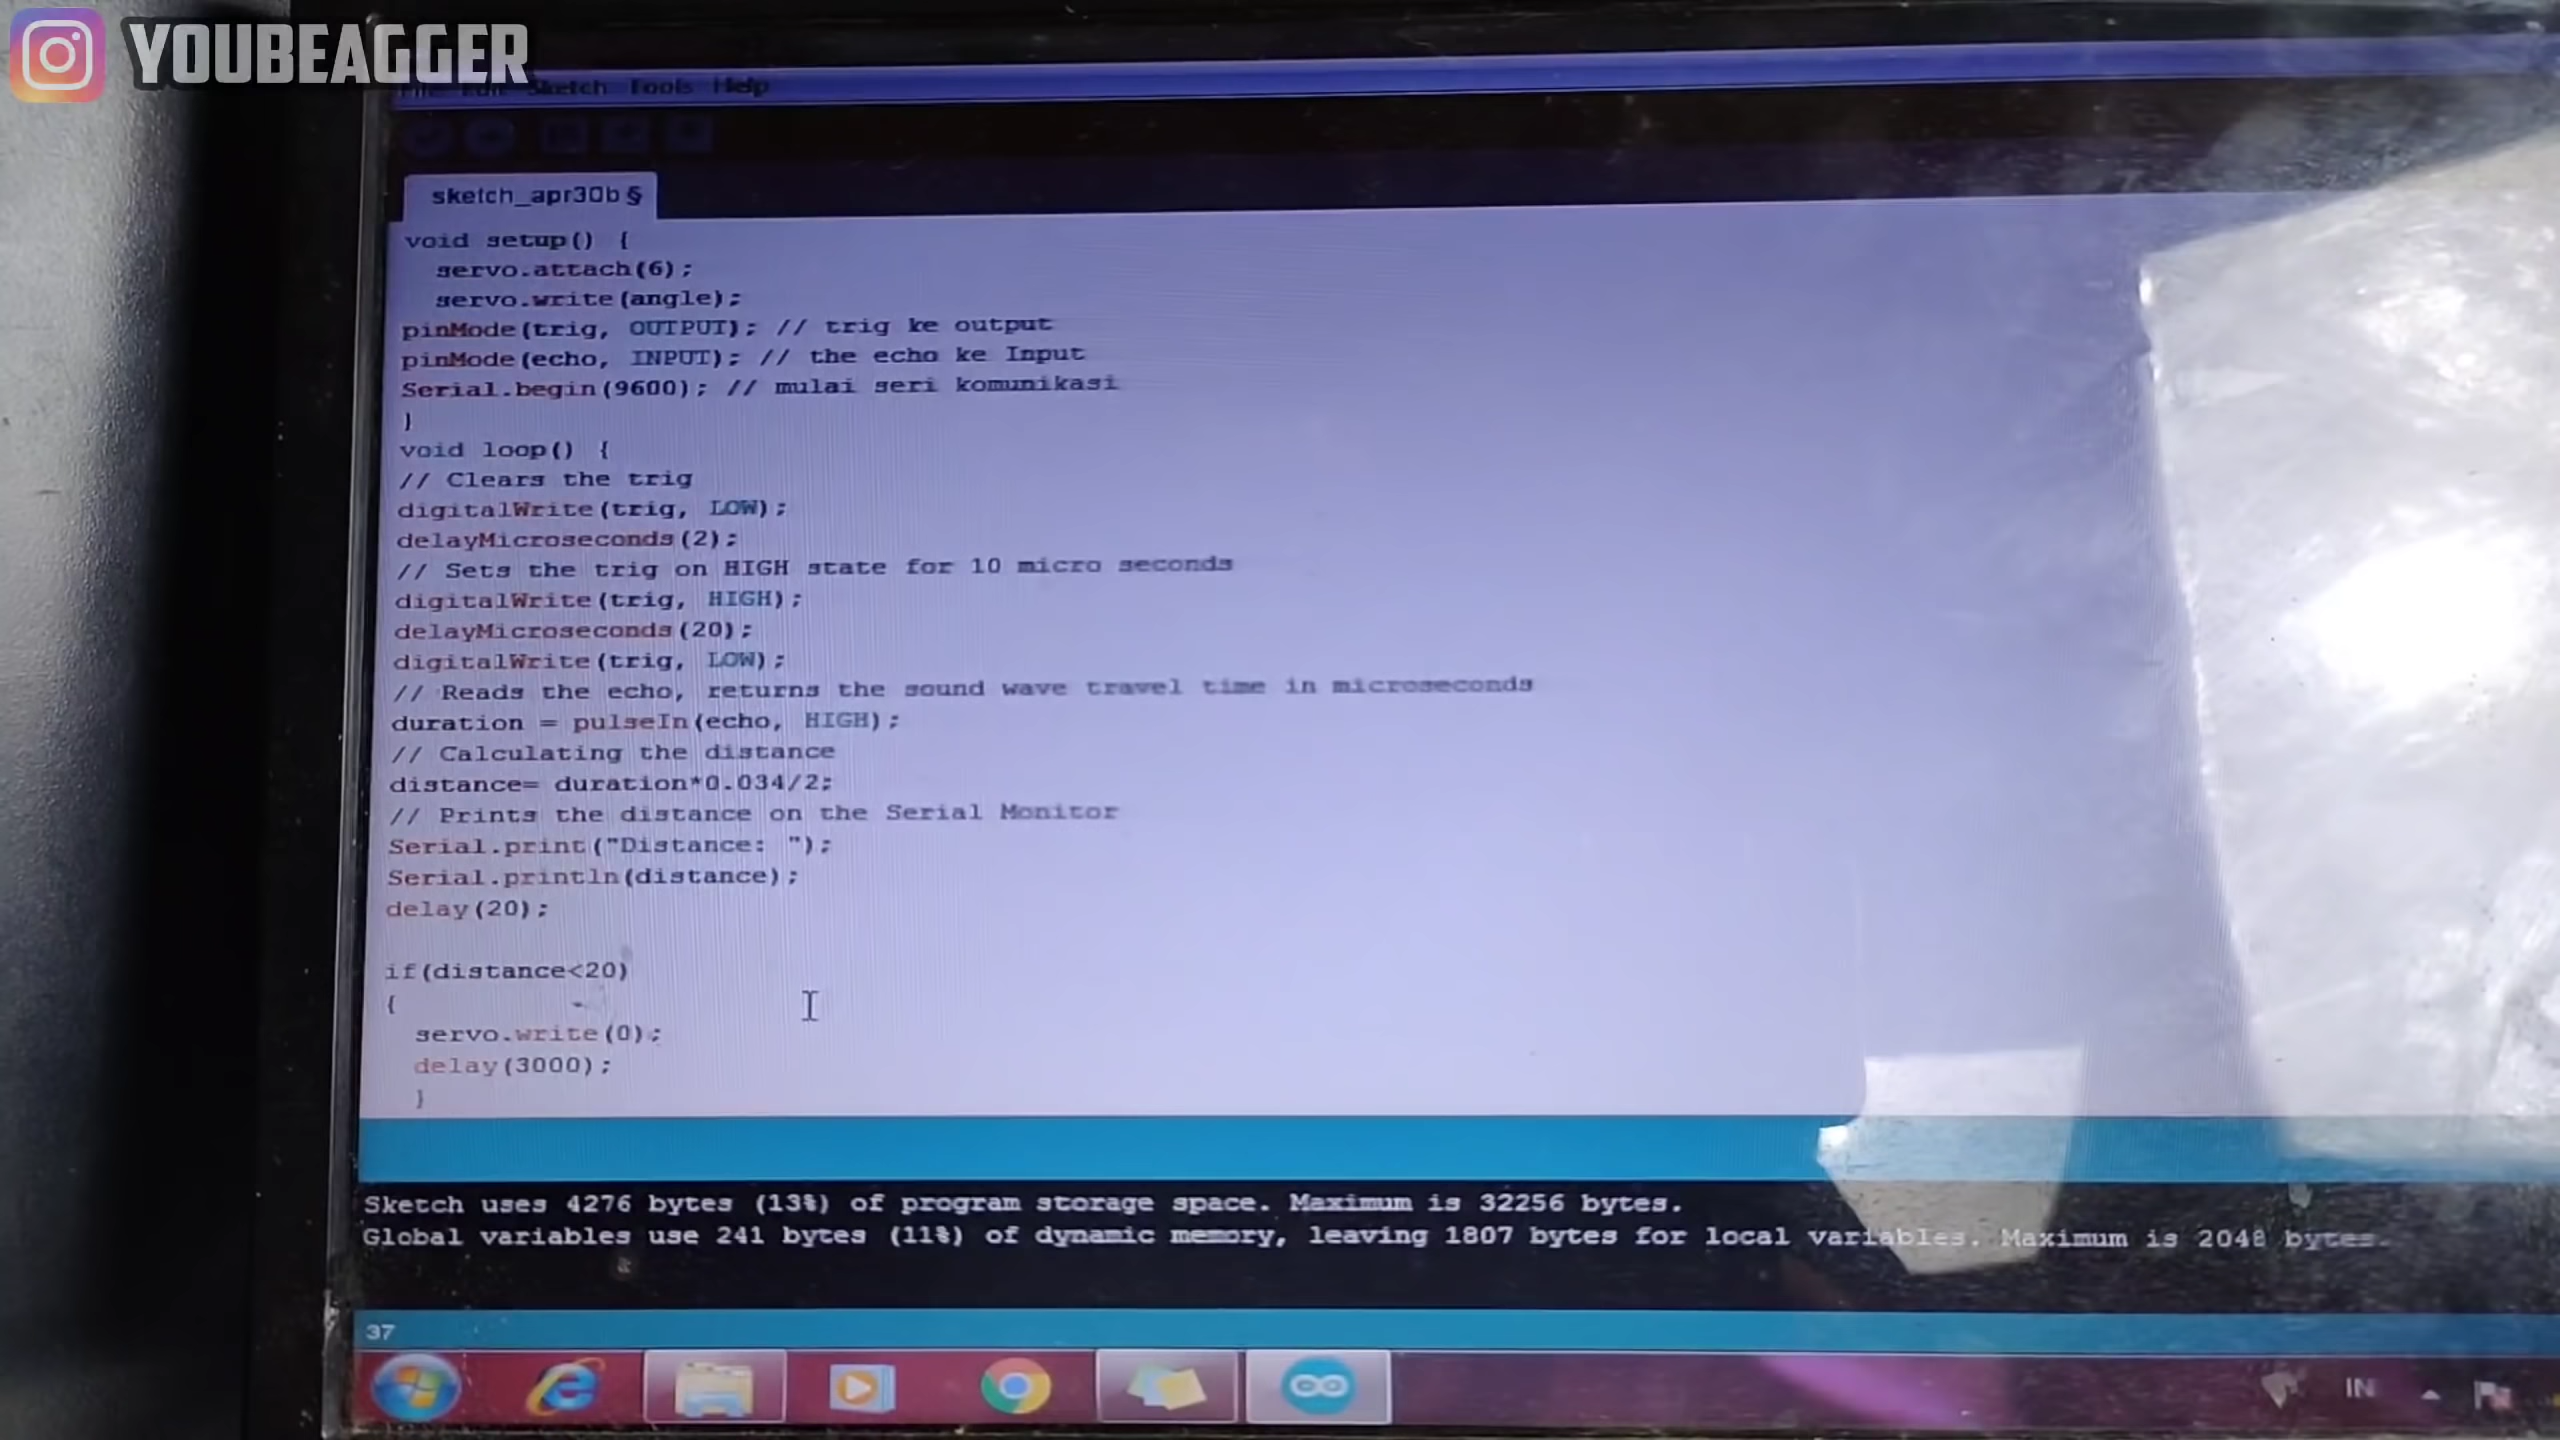 YOUBEAGGER
File Edit Sketch Tools Help
sketch_apr30b §
void setup() {
servo.attach(6);
servo.write(angle);
pinMode(trig, OUTPUT); // trig ke output
pinMode(echo, INPUT); // the echo ke Input
Serial.begin(9600); // mulai seri komunikasi
}
void loop() {
// Clears the trig
digitalWrite(trig, LOW);
delayMicroseconds(2);
// Sets the trig on HIGH state for 10 micro seconds
digitalWrite(trig, HIGH);
delayMicroseconds(20);
digitalWrite(trig, LOW);
// Reads the echo, returns the sound wave travel time in microseconds
duration = pulseIn(echo, HIGH);
// Calculating the distance
distance= duration*0.034/2;
// Prints the distance on the Serial Monitor
Serial.print("Distance: ");
Serial.println(distance);
delay(20);
if(distance<20)
{
servo.write(0);
delay(3000);
}
Sketch uses 4276 bytes (13%) of program storage space. Maximum is 32256 bytes.
Global variables use 241 bytes (11%) of dynamic memory, leaving 1807 bytes for local variables. Maximum is 2048 bytes.
37
IN